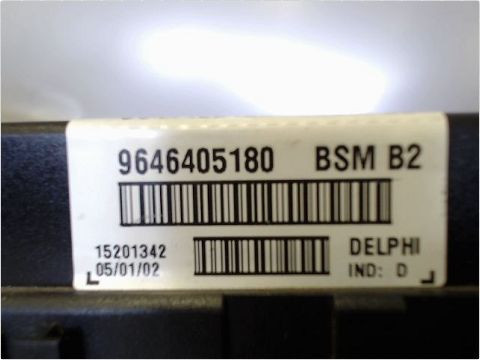 9646405180 BSM B2
15201342 DELPHI
05/01/02 IND: D